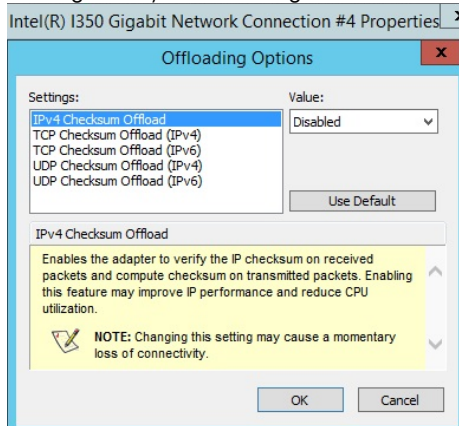 Intel(R) I350 Gigabit Network Connection #4 Properties
Offloading Options
x
Settings:
Value:
IPv4 Checksum Offload
TCP Checksum Offload (IPv4)
TCP Checksum Offload (IPv6)
UDP Checksum Offload (IPv4)
UDP Checksum Offload (IPv6)
Disabled
Use Default
IPv4 Checksum Offload
Enables the adapter to verify the IP checksum on received
packets and compute checksum on transmitted packets. Enabling
this feature may improve IP performance and reduce CPU
utilization.
NOTE: Changing this setting may cause a momentary
loss of connectivity.
OK
Cancel